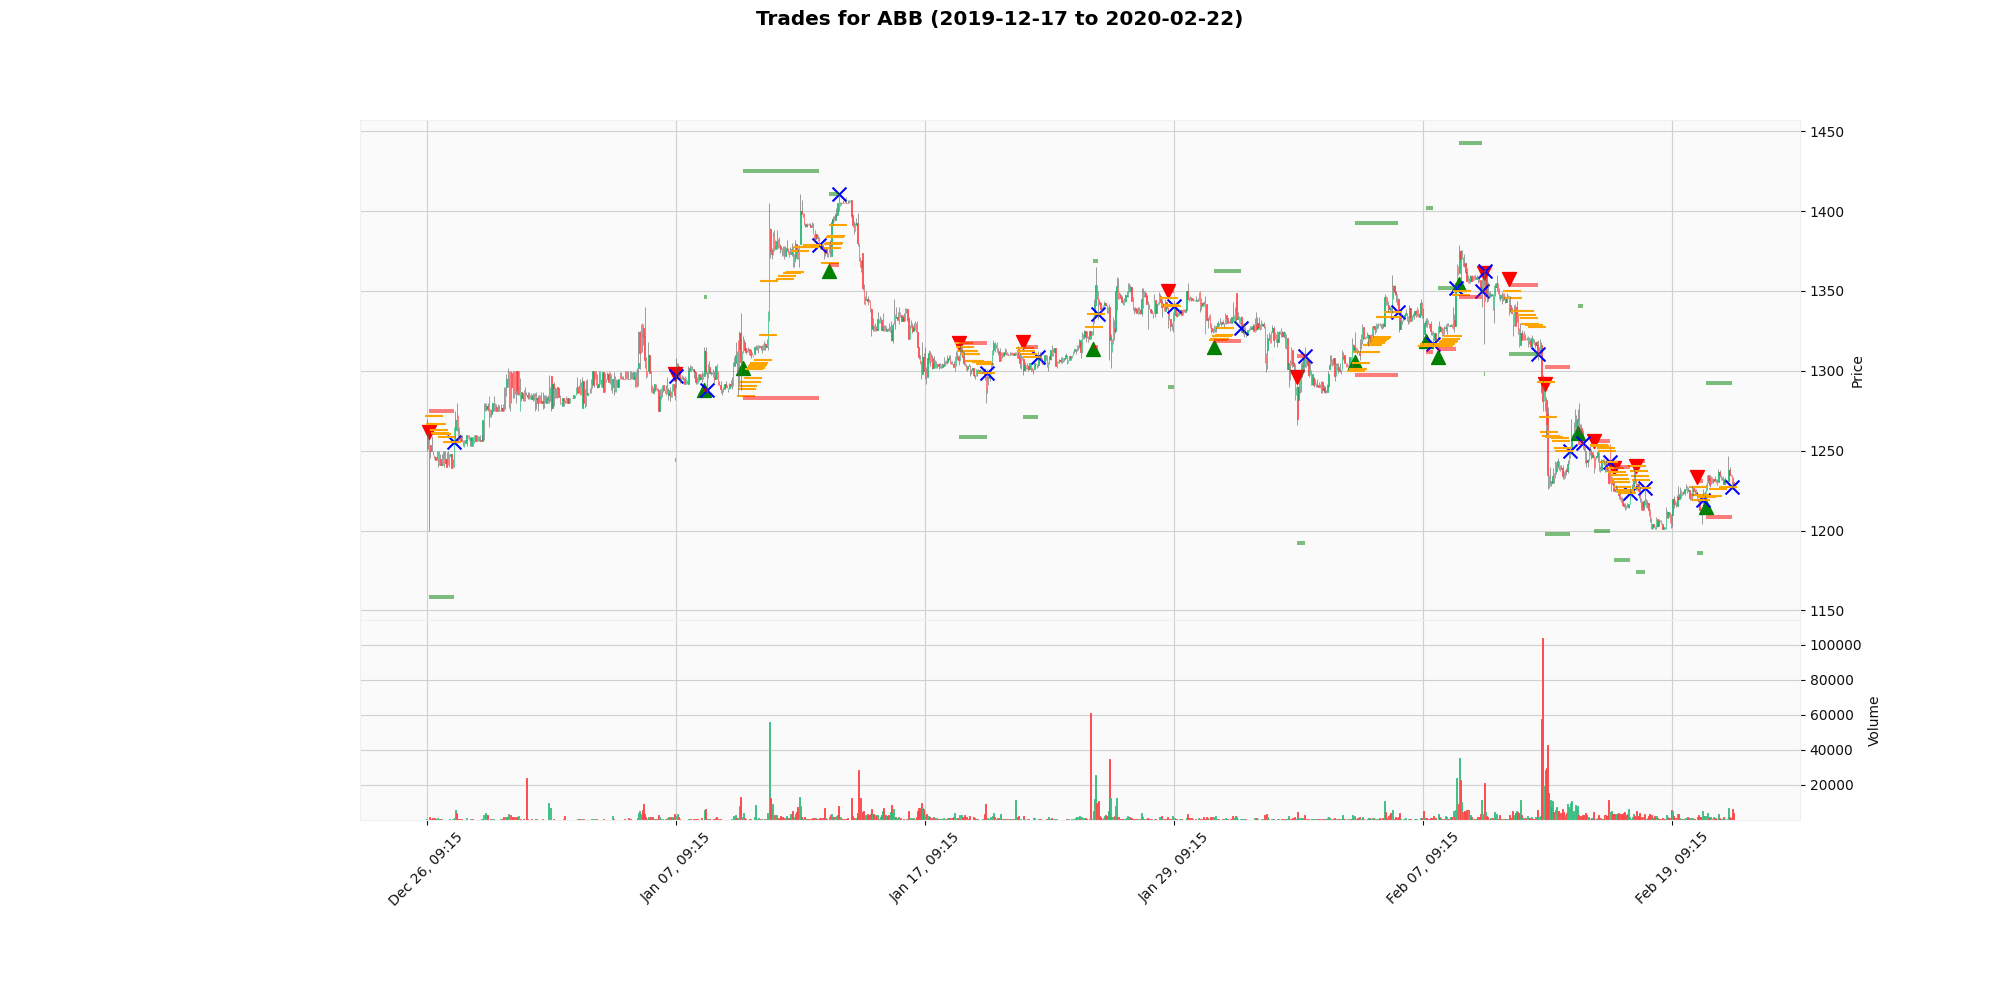 Trades for ABB (2019-12-17 to 2020-02-22)
1450
1400
1350
1300
1250
1200
1150
Price
100000
80000
60000
40000
20000
Volume
Dec 26, 09:15
Jan 07, 09:15
Jan 17, 09:15
Jan 29, 09:15
Feb 07, 09:15
Feb 19, 09:15